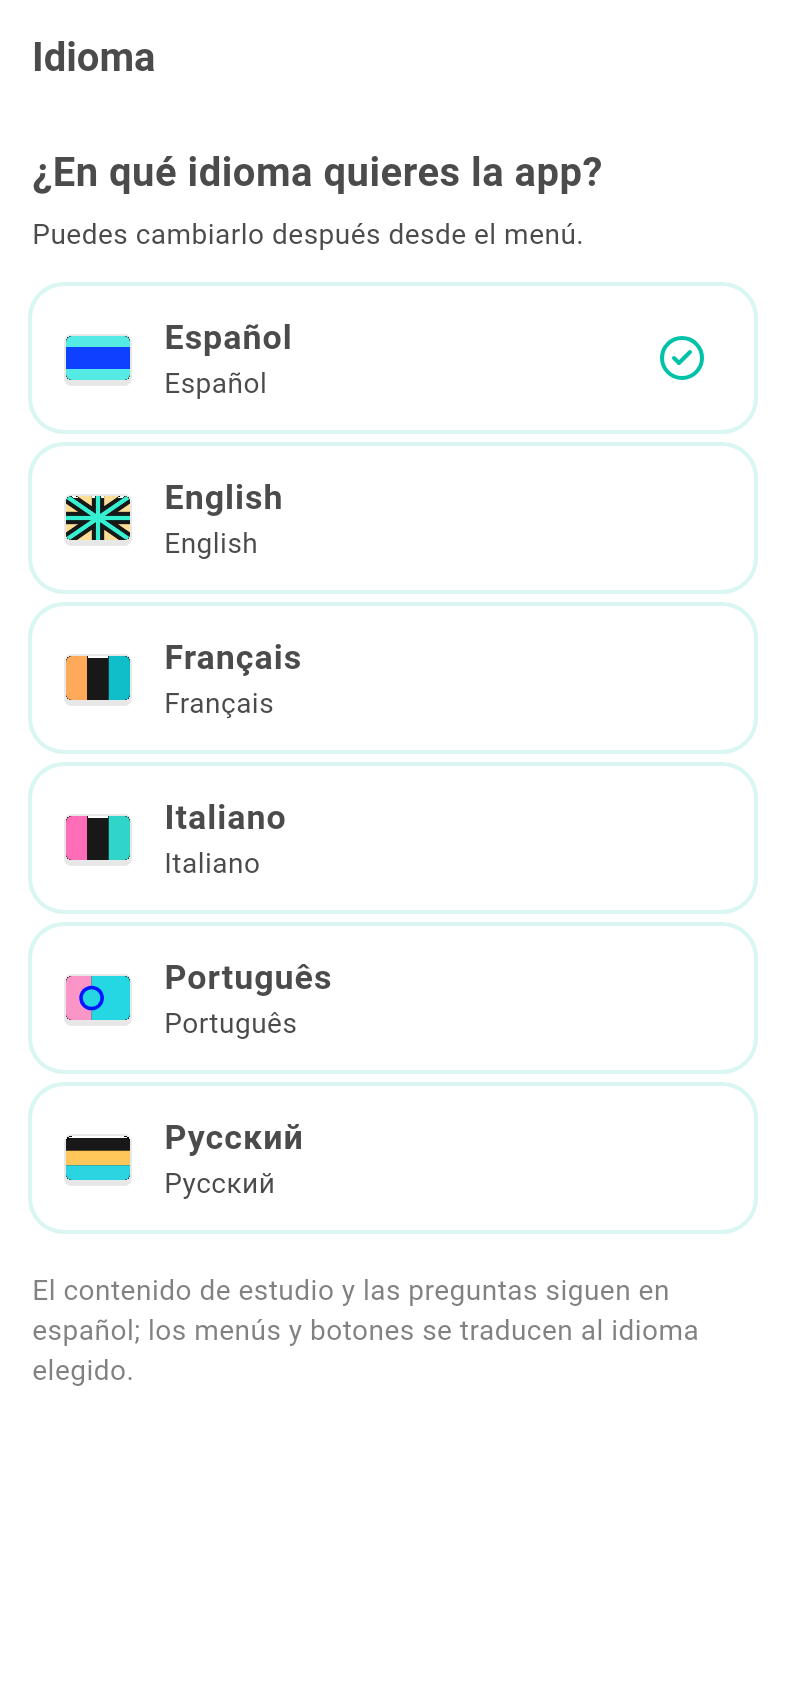 Idioma
¿En qué idioma quieres la app?
Puedes cambiarlo después desde el menú.
Español
Español
English
English
Français
Français
Italiano
Italiano
Português
Português
Русский
Русский
El contenido de estudio y las preguntas siguen en
español; los menús y botones se traducen al idioma
elegido.